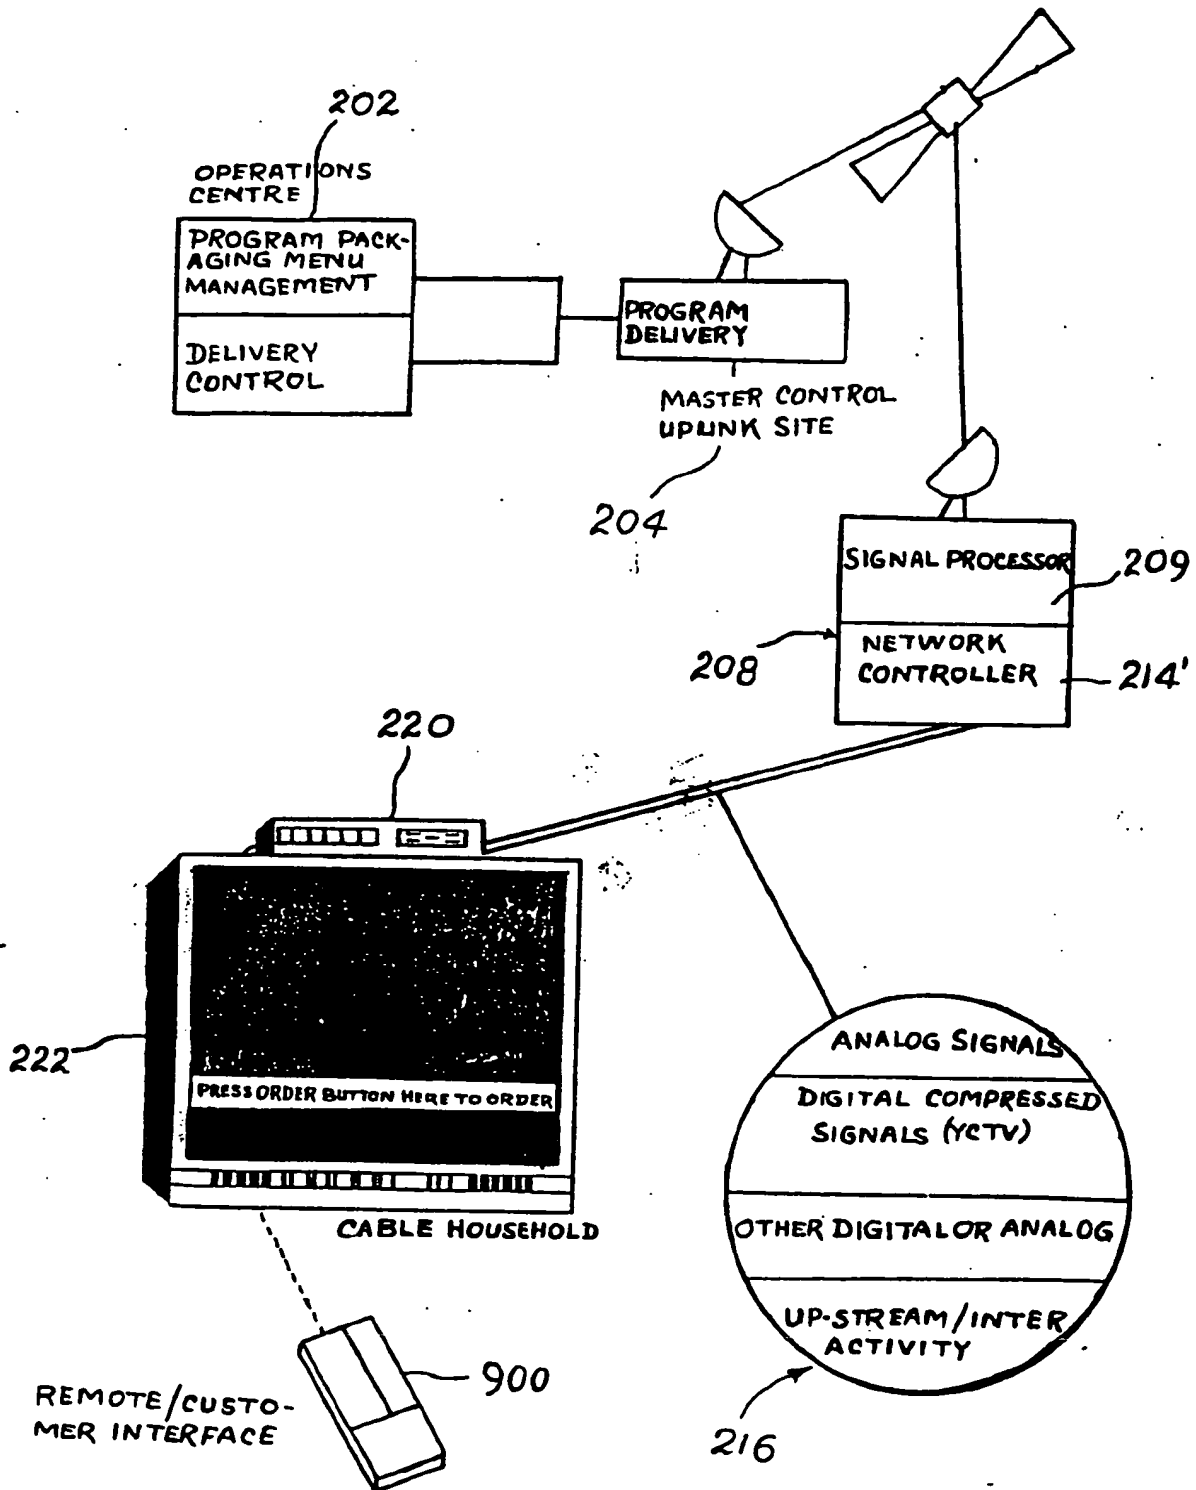 202
OPERATIONS
CENTRE
PROGRAM PACK-
AGING MENU
MANAGEMENT
DELIVERY
CONTROL
PROGRAM
DELIVERY
MASTER CONTROL
UPLINK SITE
204
SIGNAL PROCESSOR
209
208
NETWORK
CONTROLLER
214'
220
222
PRESS ORDER BUTTON HERE TO ORDER
CABLE HOUSEHOLD
ANALOG SIGNALS
DIGITAL COMPRESSED
SIGNALS (YCTV)
OTHER DIGITAL OR ANALOG
UP-STREAM/INTER
ACTIVITY
216
900
REMOTE/CUSTO-
MER INTERFACE